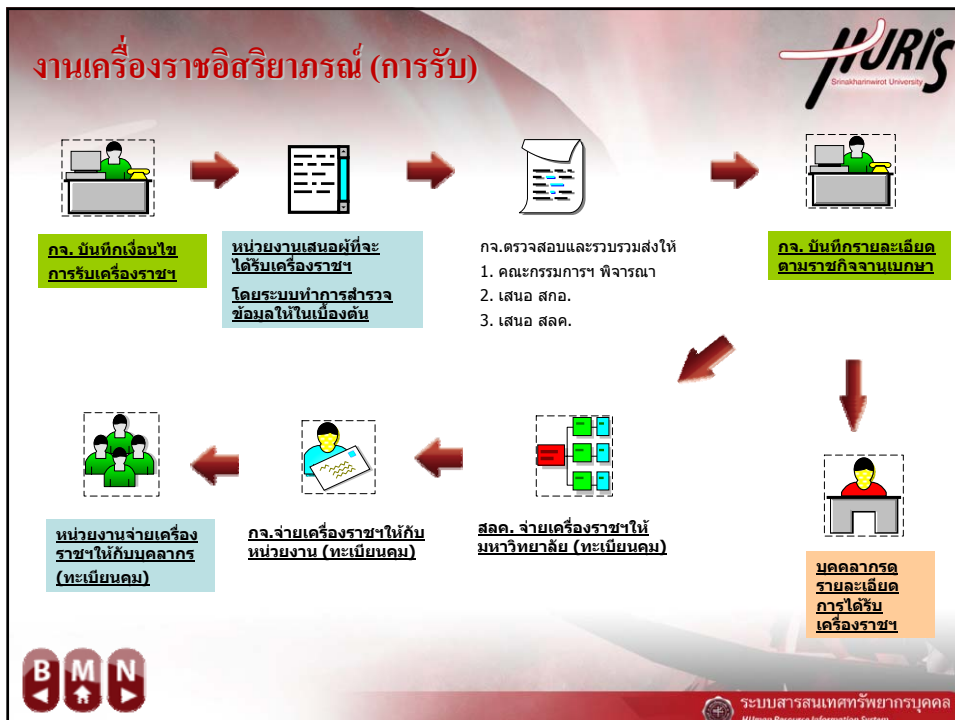 งานเครื่องราชอิสริยาภรณ์ (การรับ)
HURIS
Srinakharinwirot University
กจ. บันทึกเงื่อนไข
การรับเครื่องราชฯ
หน่วยงานเสนอผู้ที่จะ
ได้รับเครื่องราชฯ
โดยระบบทำการสำรวจ
ข้อมูลให้ในเบื้องต้น
กจ.ตรวจสอบและรวบรวมส่งให้
1. คณะกรรมการฯ พิจารณา
2. เสนอ สกอ.
3. เสนอ สลค.
กจ. บันทึกรายละเอียด
ตามราชกิจจานุเบกษา
หน่วยงานจ่ายเครื่อง
ราชฯให้กับบุคลากร
(ทะเบียนคุม)
กจ.จ่ายเครื่องราชฯให้กับ
หน่วยงาน (ทะเบียนคุม)
สลค. จ่ายเครื่องราชฯให้
มหาวิทยาลัย (ทะเบียนคุม)
บุคคลากรดู
รายละเอียด
การได้รับ
เครื่องราชฯ
B M N
ระบบสารสนเทศทรัพยากรบุคคล
HUman Resource Information System